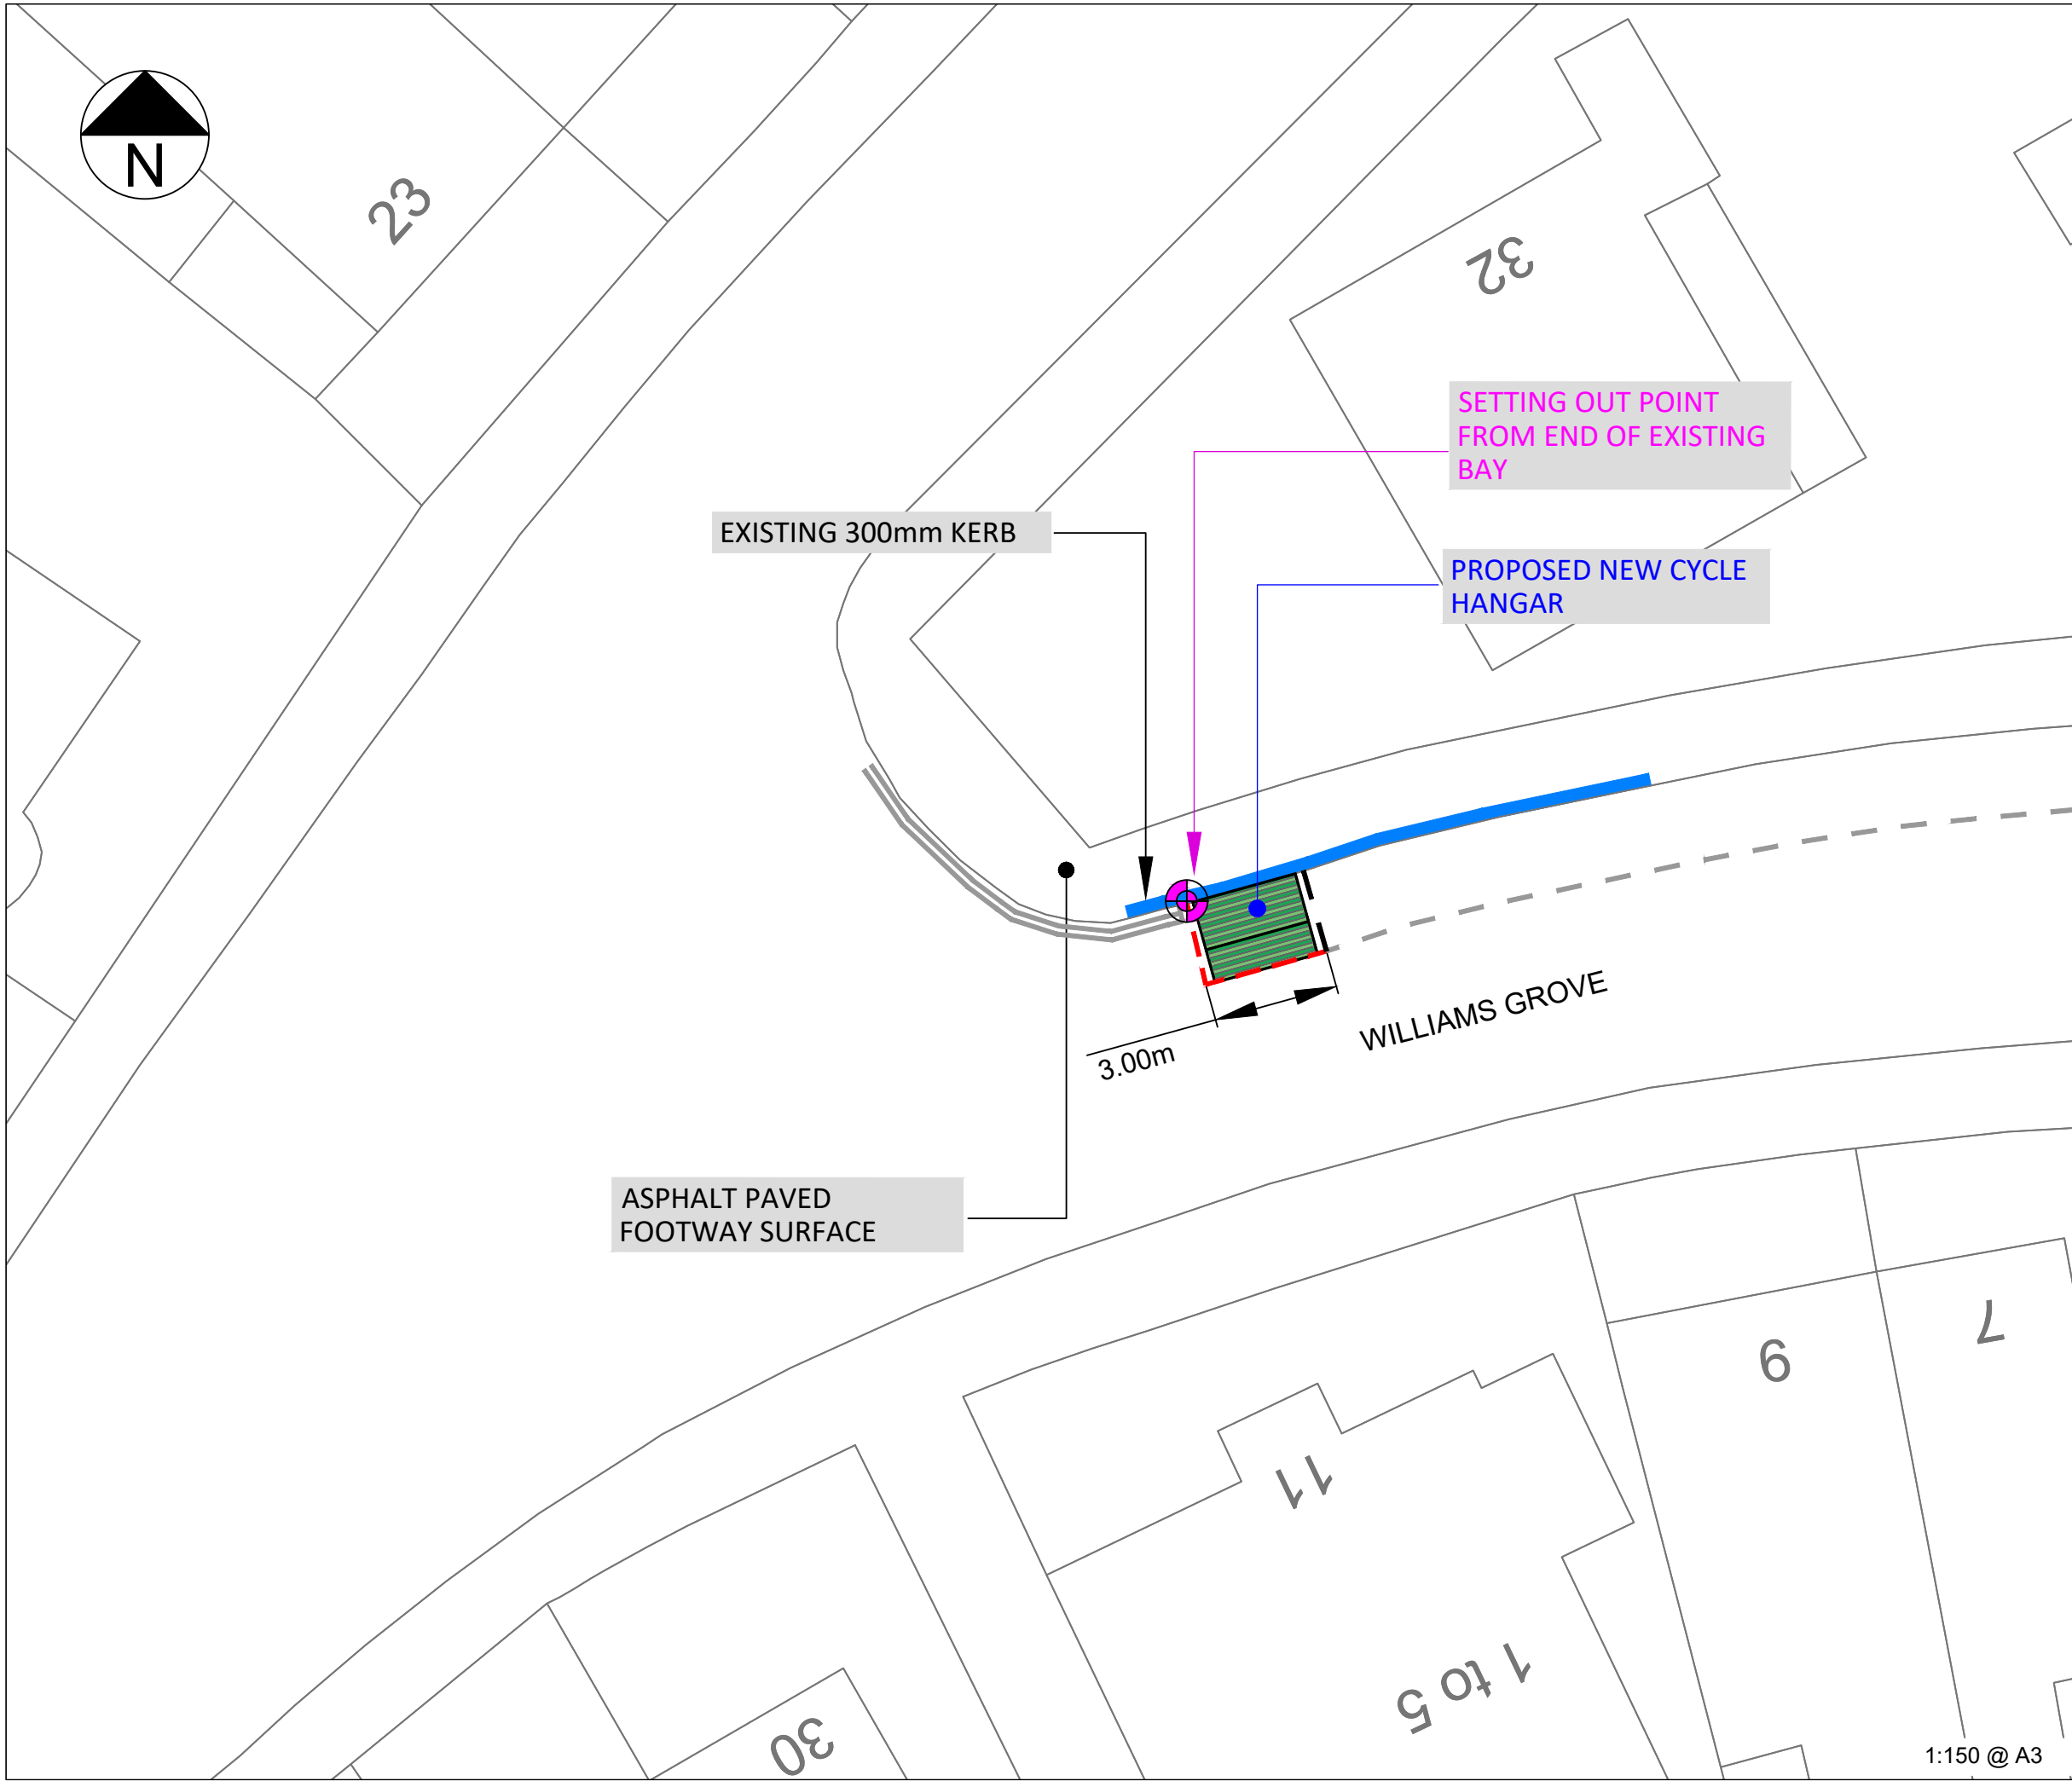 N
23
32
SETTING OUT POINT
FROM END OF EXISTING
BAY
EXISTING 300mm KERB
PROPOSED NEW CYCLE
HANGAR
WILLIAMS GROVE
3.00m
ASPHALT PAVED
FOOTWAY SURFACE
7
9
11
1 to 5
30
1:150 @ A3